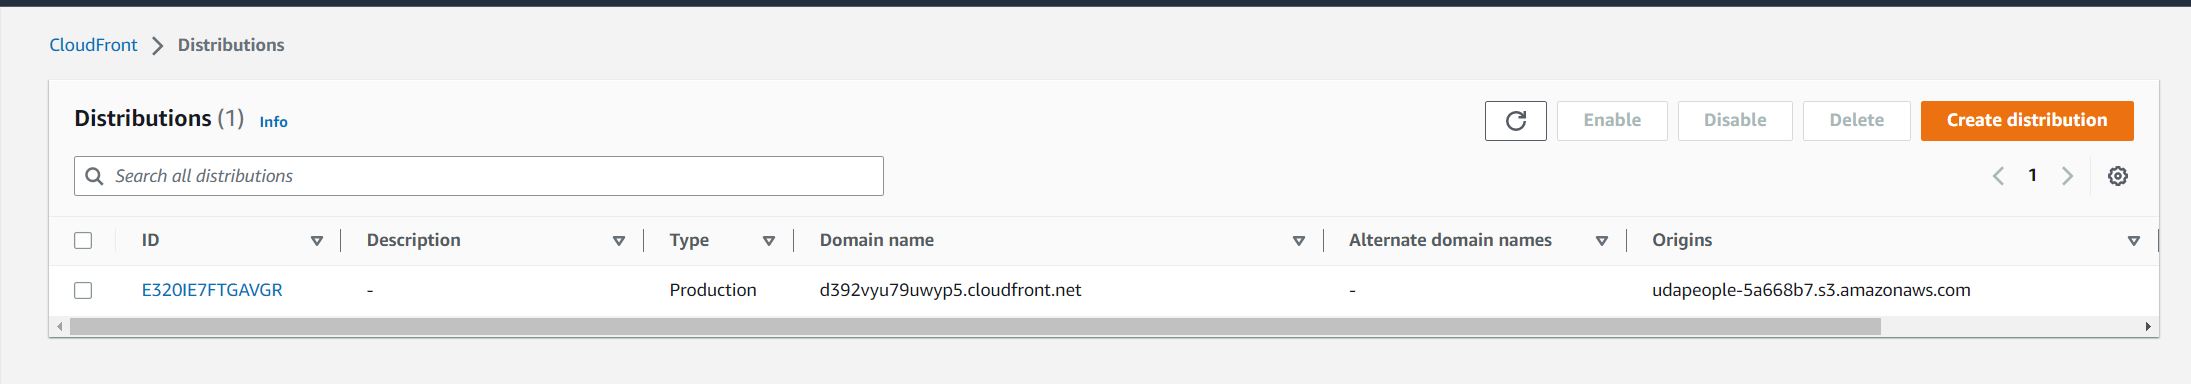 CloudFront > Distributions
Distributions (1) Info
Enable Disable Delete Create distribution
Search all distributions
1
ID Description Type Domain name Alternate domain names Origins
E320IE7FTGAVGR - Production d392vyu79uwyp5.cloudfront.net - udapeople-5a668b7.s3.amazonaws.com